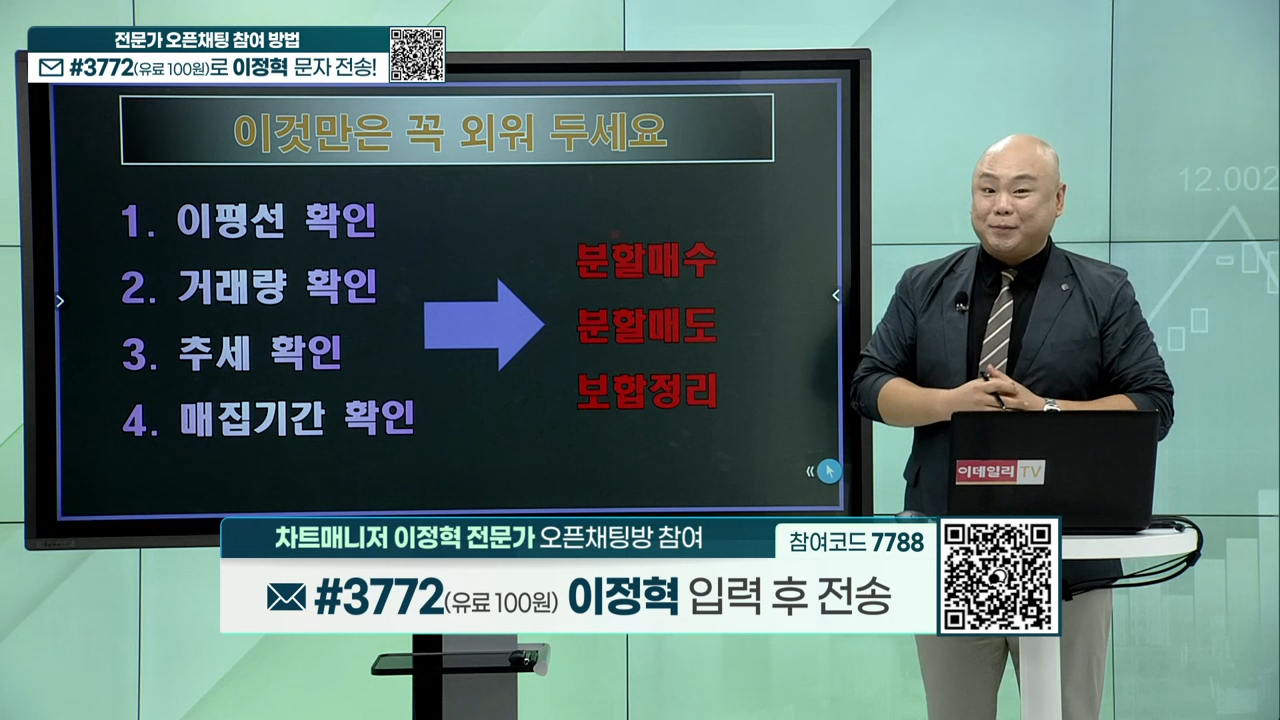 전문가 오픈채팅 참여 방법
#3772(유료 100원)로 이정혁 문자 전송!
이것만은 꼭 외워 두세요
1. 이평선 확인
2. 거래량 확인
3. 추세 확인
4. 매집기간 확인
분할매수
분할매도
보합정리
12.002
이데일리TV
차트매니저 이정혁 전문가 오픈채팅방 참여
참여코드 7788
#3772(유료 100원) 이정혁 입력 후 전송